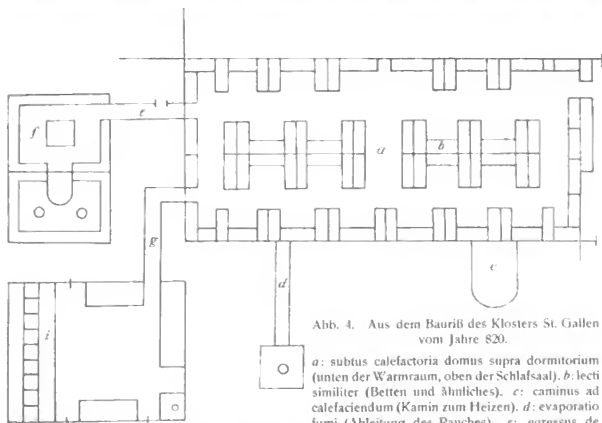 e
f
a
b
g
d
c
i
Abb. 4. Aus dem Bauriß des Klosters St. Gallen
vom Jahre 820.
a: subtus calefactoria domus supra dormitorium
(unten der Warmraum, oben der Schlafsaal). b: lecti
similiter (Betten und ähnliches). c: caminus ad
calefaciendum (Kamin zum Heizen). d: evaporatio
fumi (Ableitung des Rauches). e: egressus de